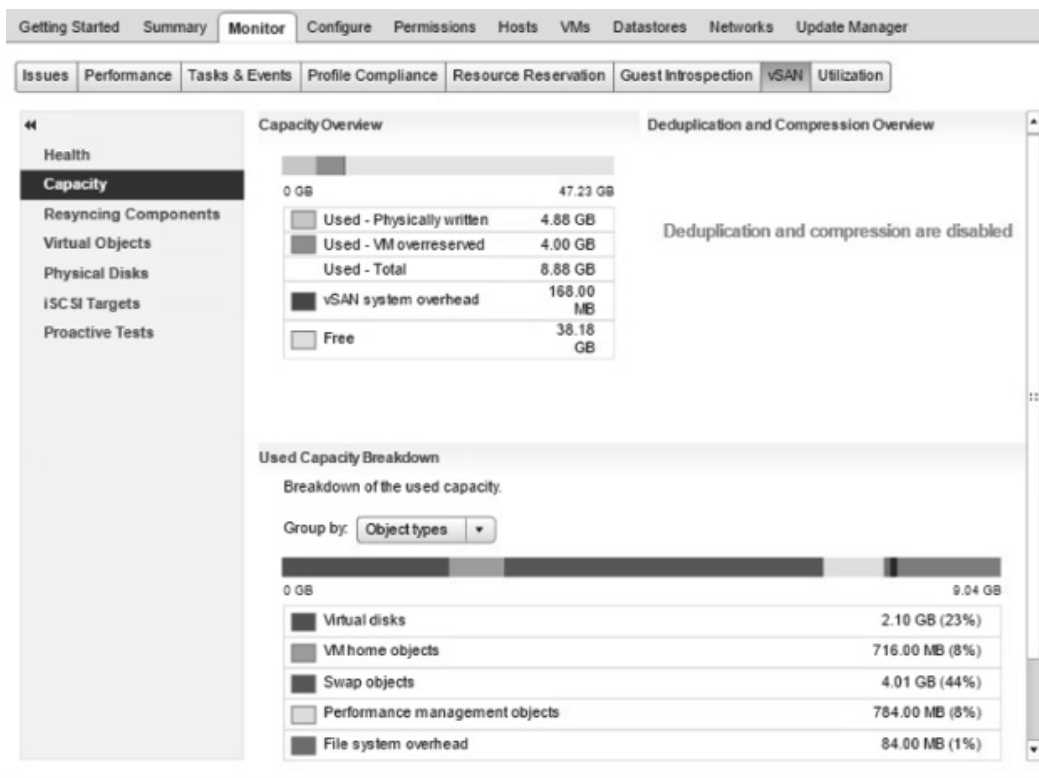 Getting Started Summary Monitor Configure Permissions Hosts VMs Datastores Networks Update Manager
Issues Performance Tasks & Events Profile Compliance Resource Reservation Guest Introspection vSAN Utilization
Health
Capacity
Resyncing Components
Virtual Objects
Physical Disks
iSCSI Targets
Proactive Tests
Capacity Overview
0 GB 47.23 GB
Used - Physically written 4.88 GB
Used - VM overreserved 4.00 GB
Used - Total 8.88 GB
vSAN system overhead 168.00
MB
Free 38.18
GB
Deduplication and Compression Overview
Deduplication and compression are disabled
Used Capacity Breakdown
Breakdown of the used capacity.
Group by: Object types
0 GB 9.04 GB
Virtual disks 2.10 GB (23%)
VM home objects 716.00 MB (8%)
Swap objects 4.01 GB (44%)
Performance management objects 784.00 MB (8%)
File system overhead 84.00 MB (1%)